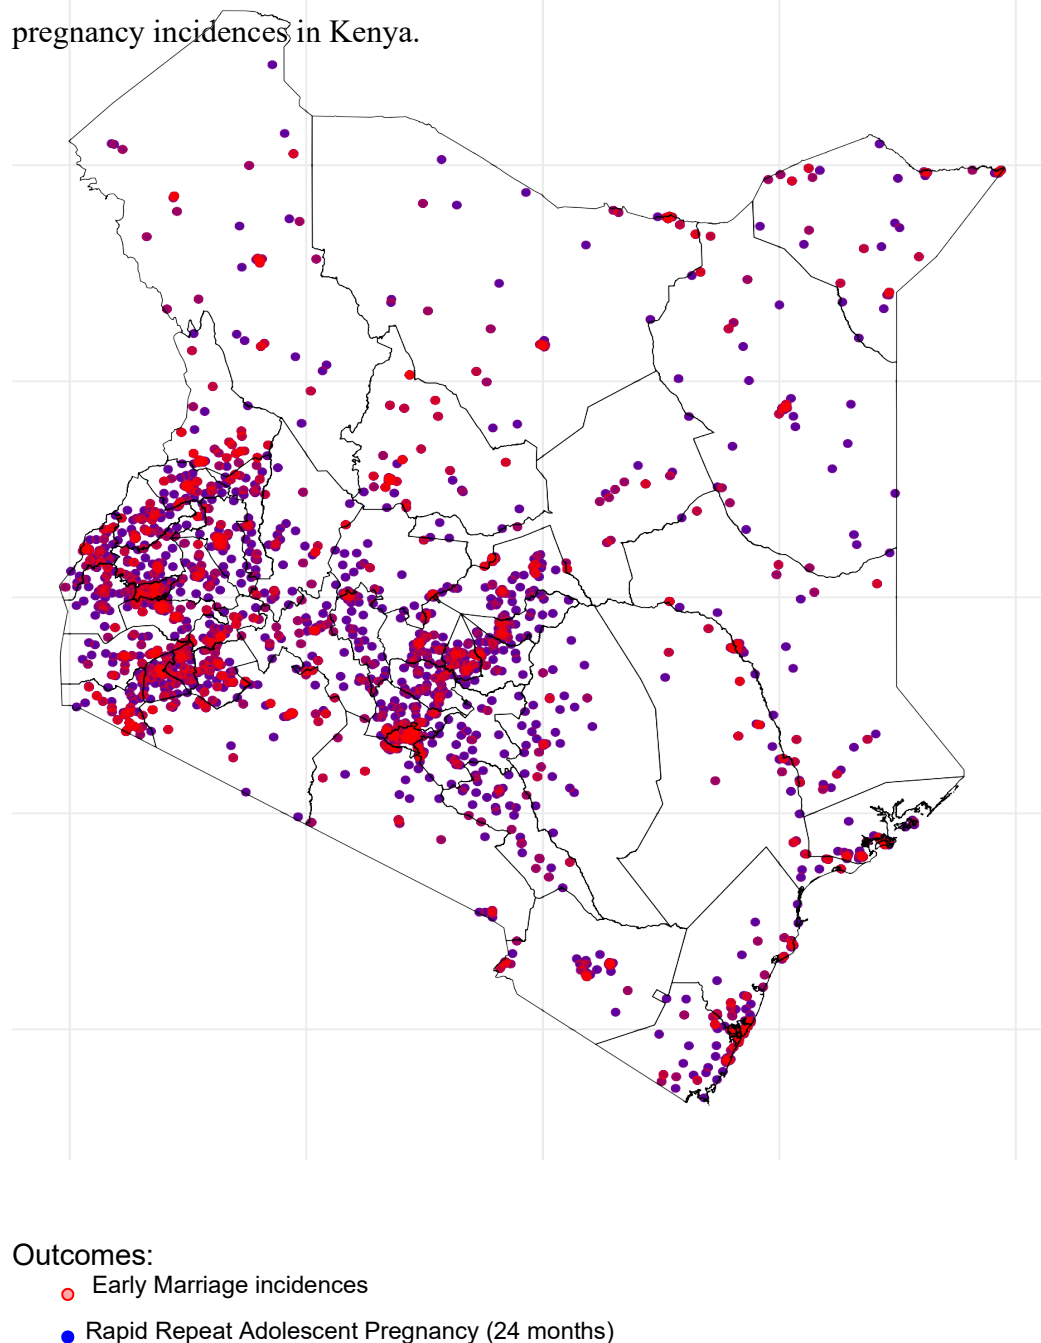 pregnancy incidences in Kenya.
Outcomes:
Early Marriage incidences
Rapid Repeat Adolescent Pregnancy (24 months)